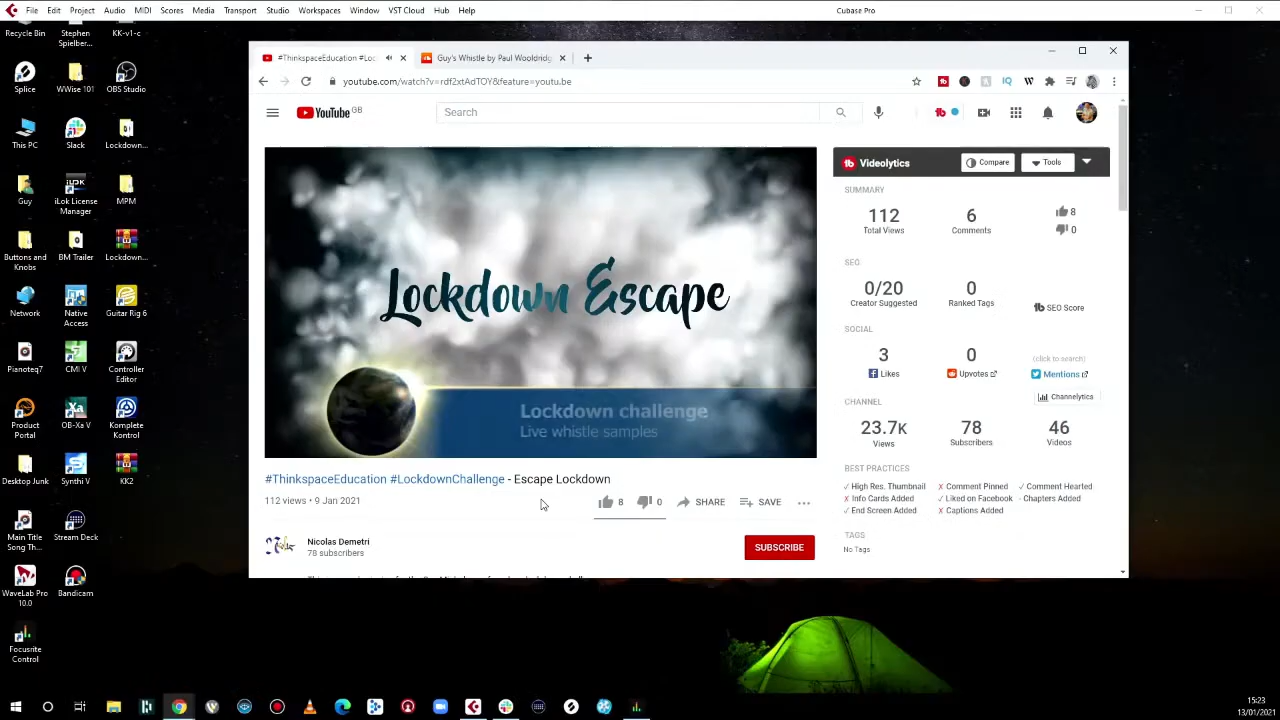 File Edit Project Audio MIDI Scores Media Transport Studio Workspaces Window VST Cloud Hub Help
Cubase Pro
Recycle Bin
Stephen Spielber...
KK-v1-c
Splice
WWise 101
OBS Studio
This PC
Slack
Lockdown...
Guy
iLok License Manager
MPM
Buttons and Knobs
BM Trailer
Lockdown...
Network
Native Access
Guitar Rig 6
Pianoteq7
CMI V
Controller Editor
Product Portal
OB-Xa V
Komplete Kontrol
Desktop Junk
Synthi V
KK2
Main Title Song Th...
Stream Deck
WaveLab Pro 10.0
Bandicam
Focusrite Control
#ThinkspaceEducation #Loc
Guy's Whistle by Paul Wooldridg
youtube.com/watch?v=rdf2xtAdTOY&feature=youtu.be
YouTube GB
Search
Lockdown Escape
Lockdown challenge
Live whistle samples
#ThinkspaceEducation #LockdownChallenge - Escape Lockdown
112 views • 9 Jan 2021
8 0 SHARE SAVE
Nicolas Demetri
78 subscribers
SUBSCRIBE
tb Videolytics
Compare
Tools
SUMMARY
112
Total Views
6
Comments
8
0
SEO
0/20
Creator Suggested
0
Ranked Tags
tb SEO Score
SOCIAL
3
Likes
0
Upvotes
(click to search)
Mentions
Channelytics
CHANNEL
23.7K
Views
78
Subscribers
46
Videos
BEST PRACTICES
✓ High Res. Thumbnail ✗ Comment Pinned ✓ Comment Hearted
✗ Info Cards Added ✓ Liked on Facebook - Chapters Added
✓ End Screen Added ✗ Captions Added
TAGS
No Tags
15:23
13/01/2021